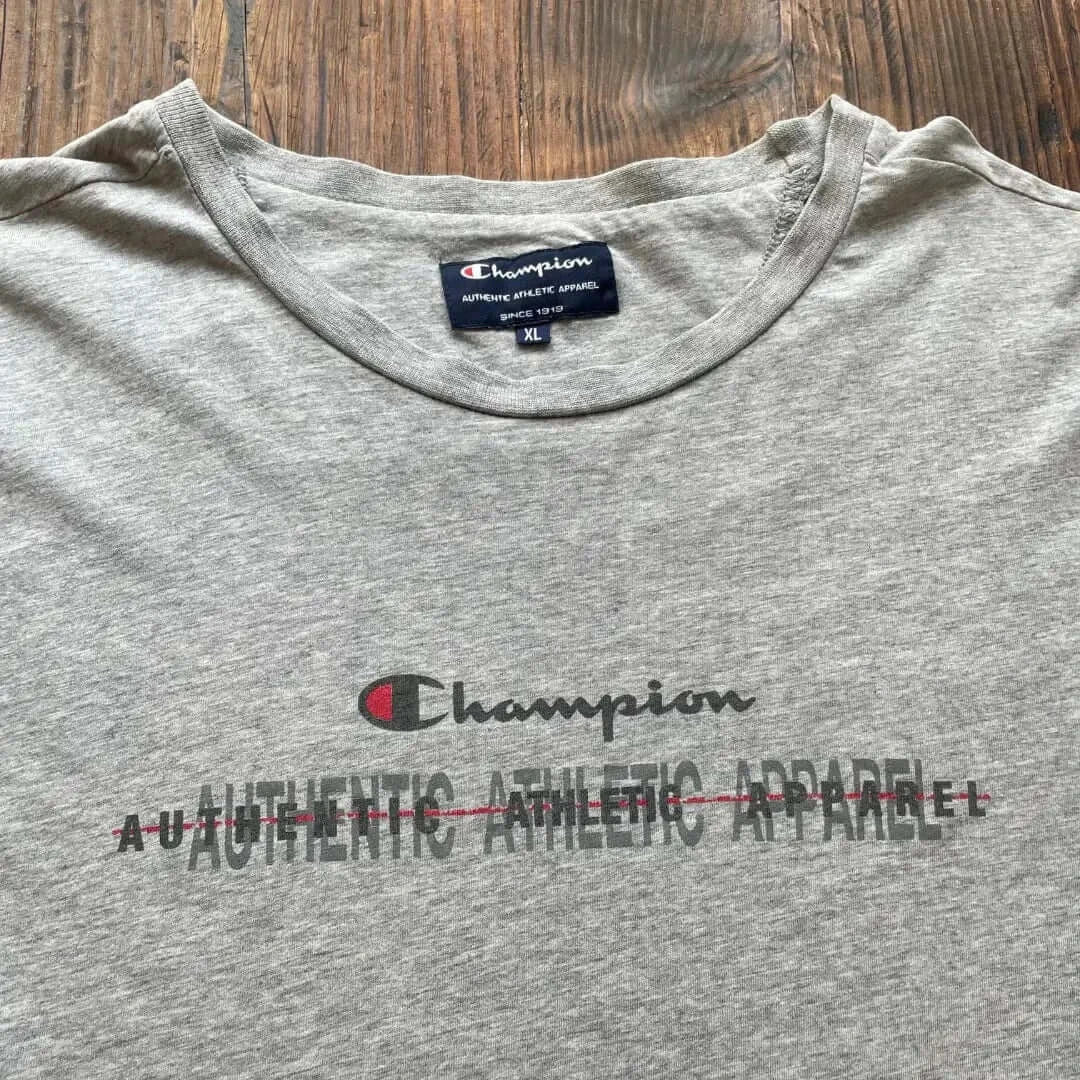 Champion
AUTHENTIC ATHLETIC APPAREL
SINCE 1919
XL
Champion
AUTHENTIC ATHLETIC APPAREL
AUTHENTIC ATHLETIC APPAREL